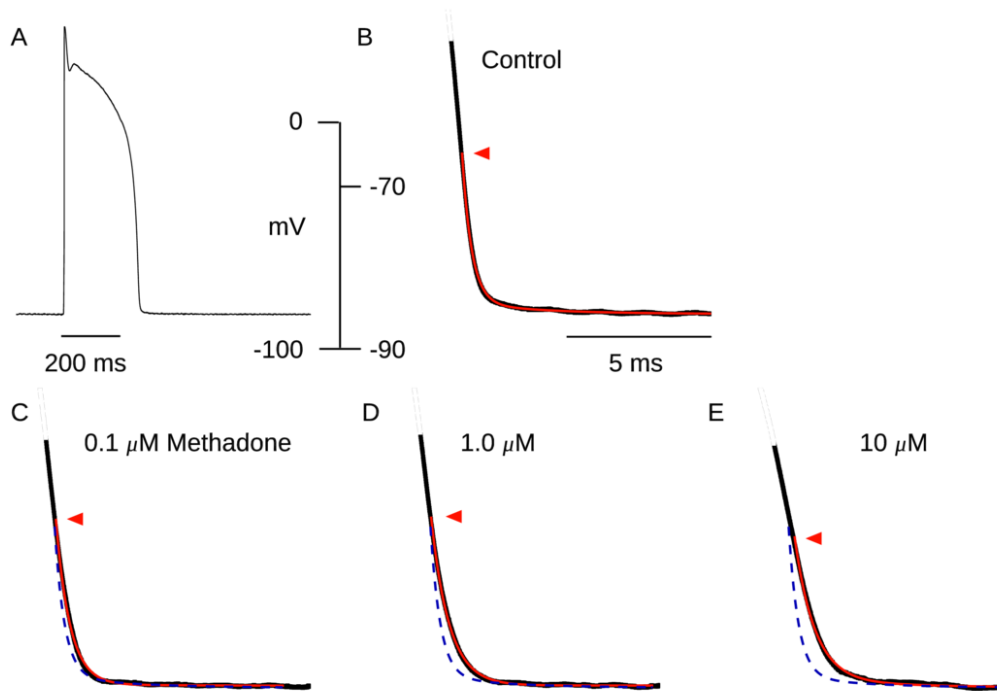 A
B
Control
0
-70
mV
-100
-90
200 ms
5 ms
C
0.1 μM Methadone
D
1.0 μM
E
10 μM